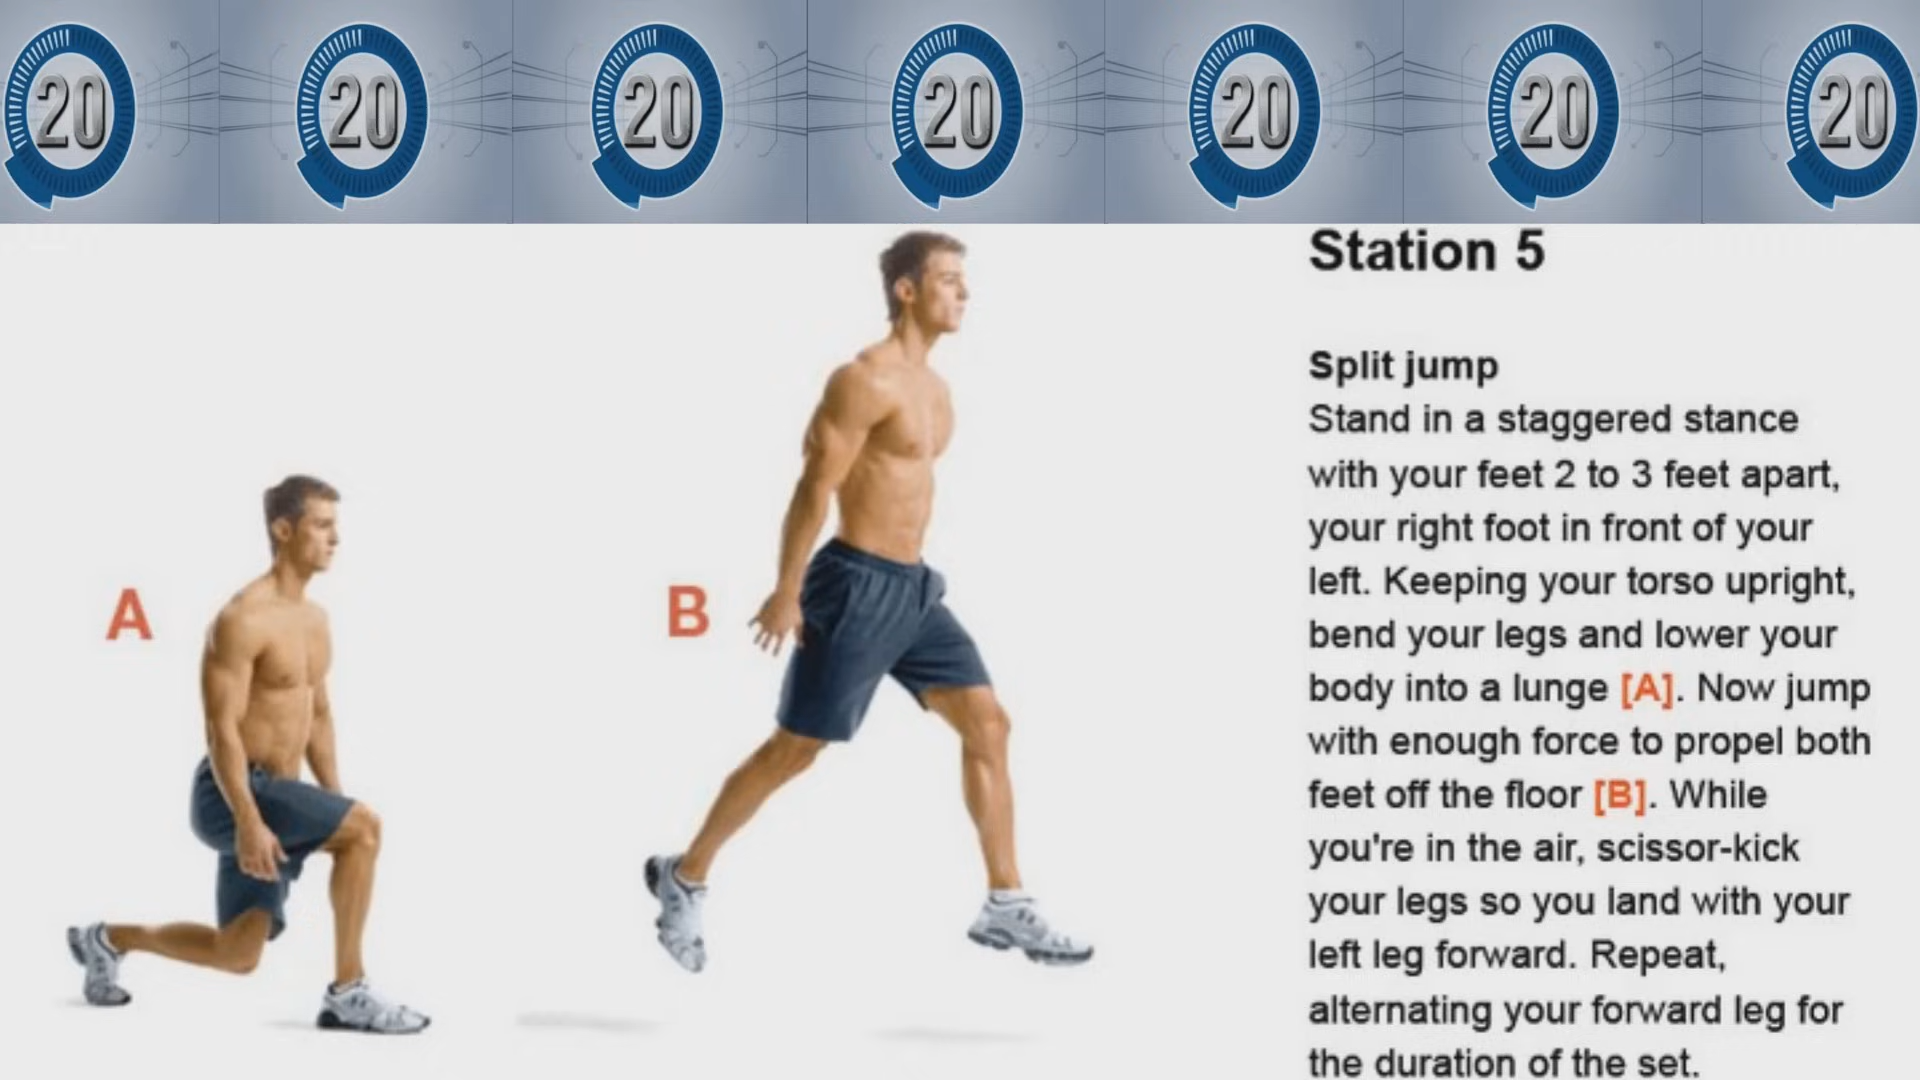 20 20 20 20 20 20 20
Station 5
Split jump
Stand in a staggered stance
with your feet 2 to 3 feet apart,
your right foot in front of your
left. Keeping your torso upright,
bend your legs and lower your
body into a lunge [A]. Now jump
with enough force to propel both
feet off the floor [B]. While
you're in the air, scissor-kick
your legs so you land with your
left leg forward. Repeat,
alternating your forward leg for
the duration of the set.
A
B